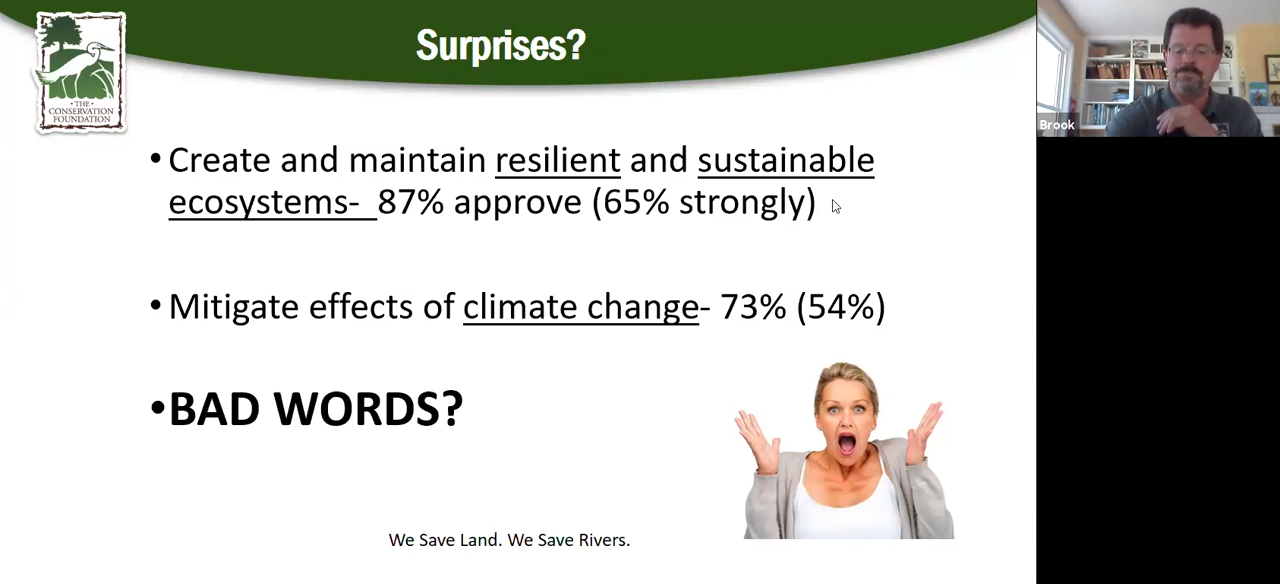 Surprises?
• THE •
CONSERVATION
FOUNDATION
• Create and maintain resilient and sustainable
ecosystems- 87% approve (65% strongly)
• Mitigate effects of climate change- 73% (54%)
•BAD WORDS?
We Save Land. We Save Rivers.
Brook